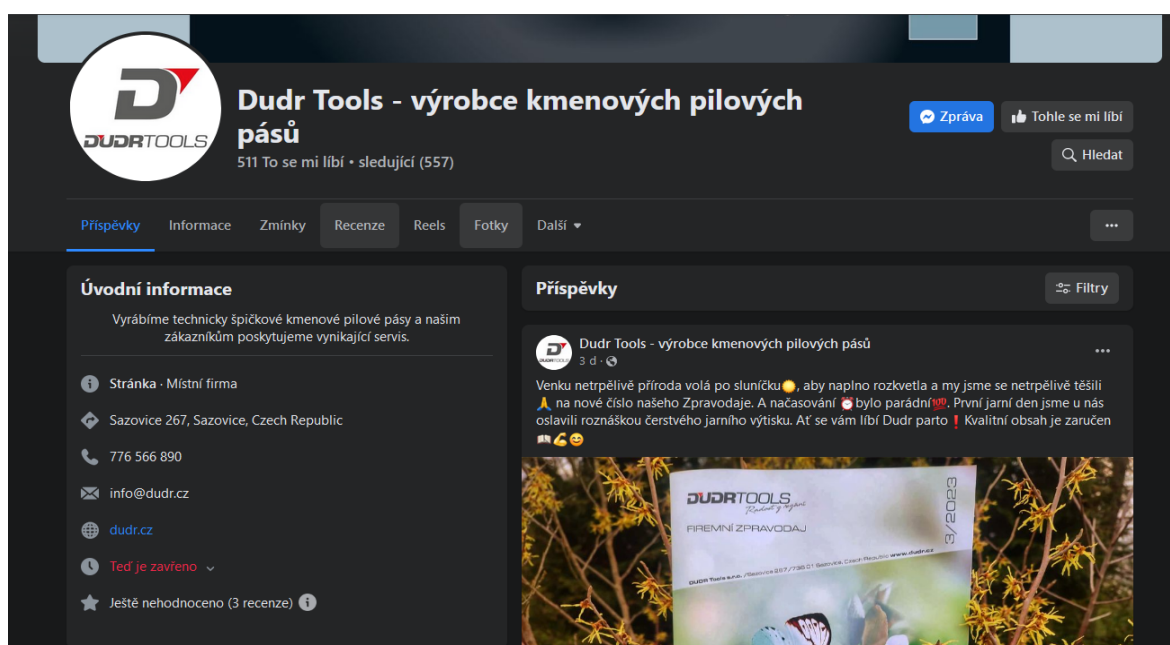 DUDRTOOLS
Dudr Tools - výrobce kmenových pilových
pásů
511 To se mi líbí • sledující (557)
Zpráva
Tohle se mi líbí
Hledat
Příspěvky
Informace
Zmínky
Recenze
Reels
Fotky
Další
Úvodní informace
Vyrábíme technicky špičkové kmenové pilové pásy a našim
zákazníkům poskytujeme vynikající servis.
Stránka · Místní firma
Sazovice 267, Sazovice, Czech Republic
776 566 890
info@dudr.cz
dudr.cz
Teď je zavřeno
Ještě nehodnoceno (3 recenze)
Příspěvky
Filtry
Dudr Tools - výrobce kmenových pilových pásů
3 d ·
Venku netrpělivě příroda volá po sluníčku🌞, aby naplno rozkvetla a my jsme se netrpělivě těšili
🙏 na nové číslo našeho Zpravodaje. A načasování ⏰ bylo parádní💯. První jarní den jsme u nás
oslavili roznáškou čerstvého jarního výtisku. Ať se vám líbí Dudr parto❗ Kvalitní obsah je zaručen
📖💪😊
DUDRTOOLS
Radost z řezání
FIREMNÍ ZPRAVODAJ
3/2023
www.dudr.cz